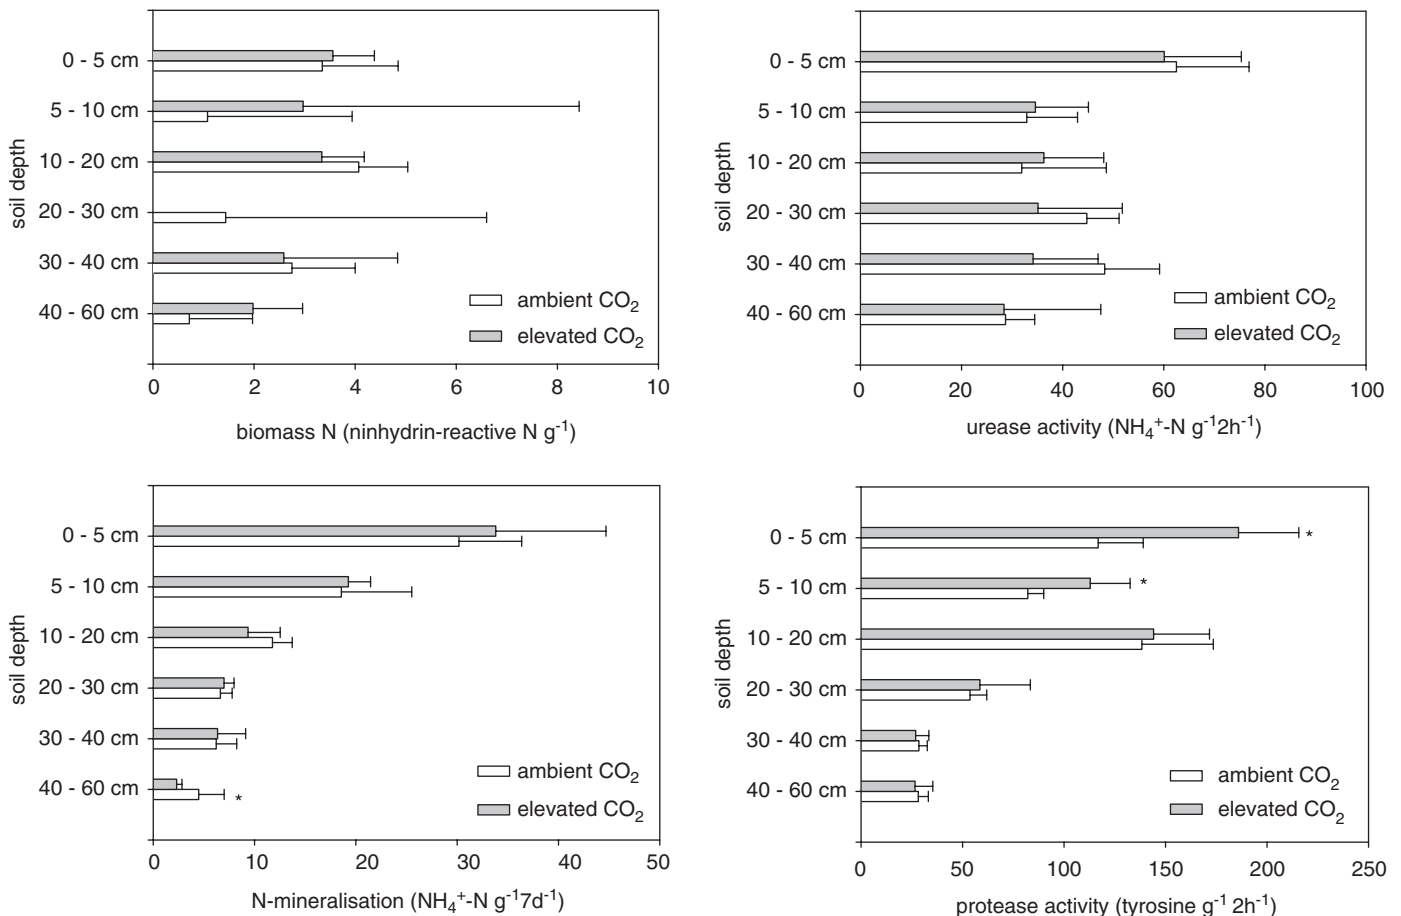 soil depth
0 - 5 cm
5 - 10 cm
10 - 20 cm
20 - 30 cm
30 - 40 cm
40 - 60 cm
ambient CO₂
elevated CO₂
0 2 4 6 8 10
biomass N (ninhydrin-reactive N g⁻¹)
soil depth
0 - 5 cm
5 - 10 cm
10 - 20 cm
20 - 30 cm
30 - 40 cm
40 - 60 cm
ambient CO₂
elevated CO₂
0 20 40 60 80 100
urease activity (NH₄⁺-N g⁻¹2h⁻¹)
soil depth
0 - 5 cm
5 - 10 cm
10 - 20 cm
20 - 30 cm
30 - 40 cm
40 - 60 cm
*
ambient CO₂
elevated CO₂
0 10 20 30 40 50
N-mineralisation (NH₄⁺-N g⁻¹7d⁻¹)
soil depth
0 - 5 cm
*
5 - 10 cm
*
10 - 20 cm
20 - 30 cm
30 - 40 cm
40 - 60 cm
ambient CO₂
elevated CO₂
0 50 100 150 200 250
protease activity (tyrosine g⁻¹ 2h⁻¹)